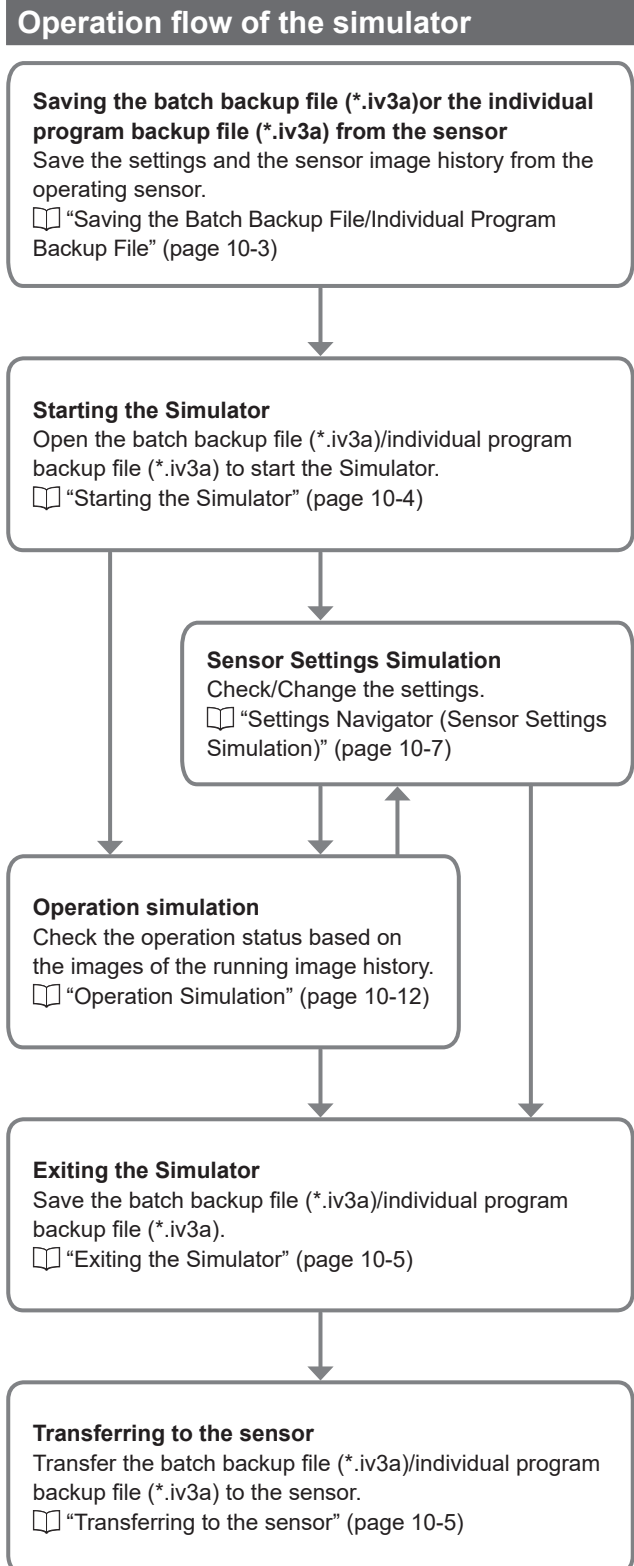 Operation flow of the simulator
Saving the batch backup file (*.iv3a)or the individual
program backup file (*.iv3a) from the sensor
Save the settings and the sensor image history from the
operating sensor.
“Saving the Batch Backup File/Individual Program
Backup File” (page 10-3)
Starting the Simulator
Open the batch backup file (*.iv3a)/individual program
backup file (*.iv3a) to start the Simulator.
“Starting the Simulator” (page 10-4)
Sensor Settings Simulation
Check/Change the settings.
“Settings Navigator (Sensor Settings
Simulation)” (page 10-7)
Operation simulation
Check the operation status based on
the images of the running image history.
“Operation Simulation” (page 10-12)
Exiting the Simulator
Save the batch backup file (*.iv3a)/individual program
backup file (*.iv3a).
“Exiting the Simulator” (page 10-5)
Transferring to the sensor
Transfer the batch backup file (*.iv3a)/individual program
backup file (*.iv3a) to the sensor.
“Transferring to the sensor” (page 10-5)